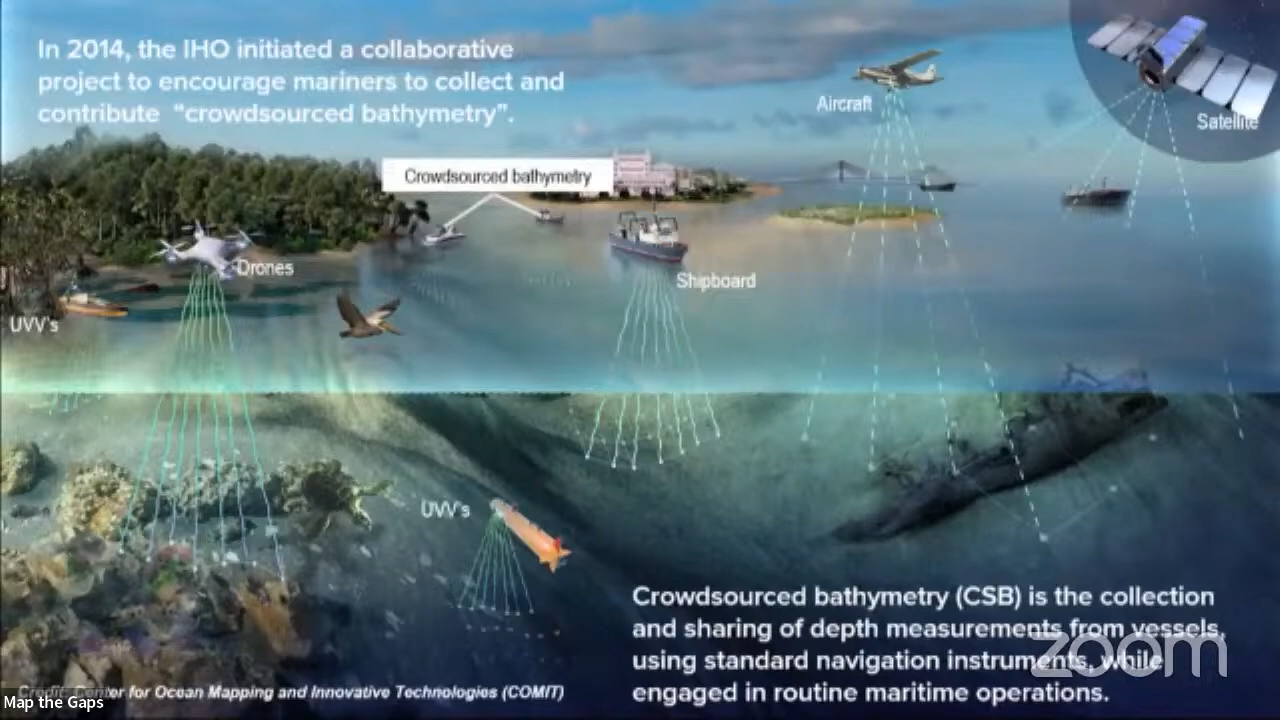 In 2014, the IHO initiated a collaborative
project to encourage mariners to collect and
contribute "crowdsourced bathymetry".
Aircraft
Satellite
Crowdsourced bathymetry
Drones
Shipboard
UVV's
UVV's
Crowdsourced bathymetry (CSB) is the collection
and sharing of depth measurements from vessels,
using standard navigation instruments, while
engaged in routine maritime operations.
zoom
Credit: Center for Ocean Mapping and Innovative Technologies (COMIT)
Map the Gaps